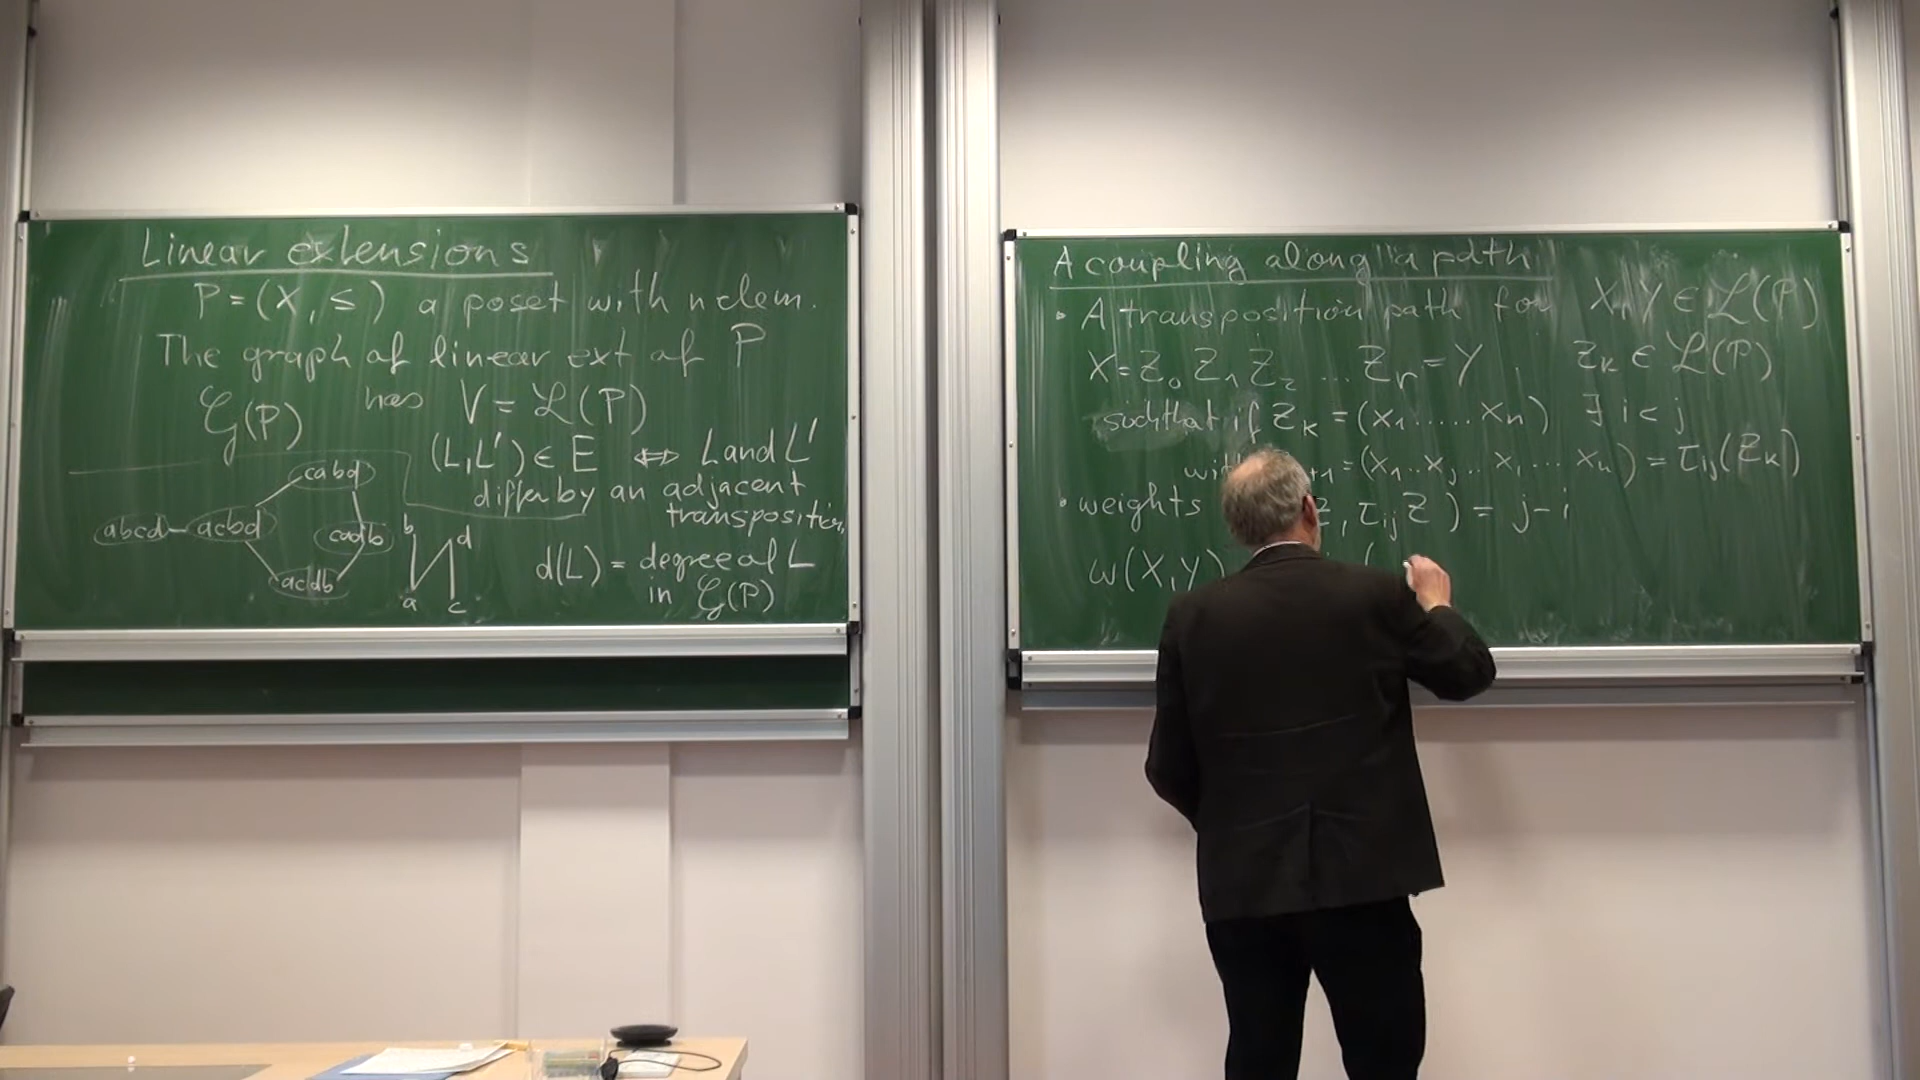 Linear extensions
P = (X, ≤) a poset with n elem.
The graph of linear ext of P
G(P) has V = L(P)
(L, L') ∈ E ⟺ L and L'
differ by an adjacent
transposition
d(L) = degree of L
in G(P)
cabd
abcd acbd cadb
acdb
b d
a c
A coupling along a path
• A transposition path for X, Y ∈ L(P)
X = Z₀ Z₁ Z₂ ... Zᵣ = Y . Zₖ ∈ L(P)
such that if Zₖ = (x₁ ...... xₙ) ∃ i < j
+1 = (x₁ .. xⱼ ... xᵢ ... xₙ) = τᵢⱼ(Zₖ)
• weights Z, τᵢⱼ Z) = j - i
w(X, Y) (